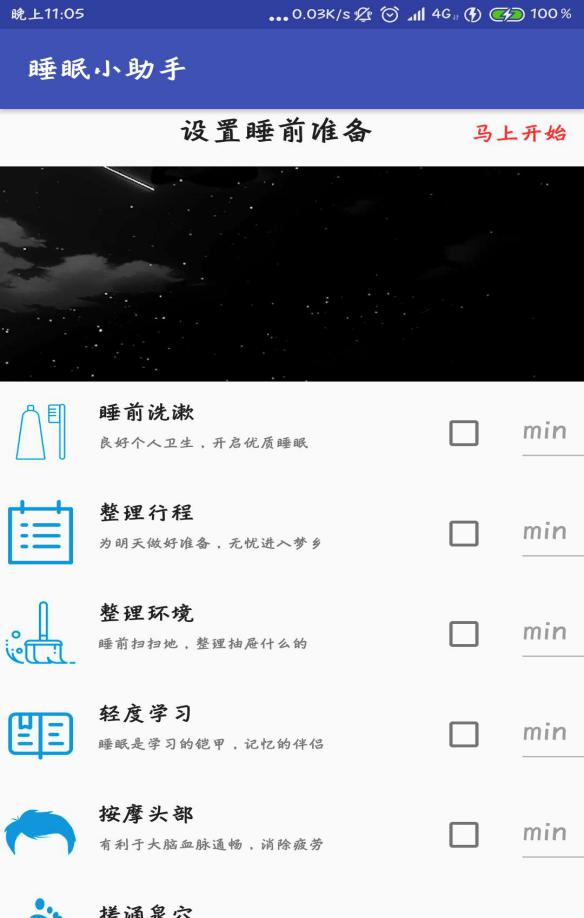 晚上11:05
...0.03K/s 4G 100%
睡眠小助手
设置睡前准备
马上开始
睡前洗漱
良好个人卫生，开启优质睡眠
min
整理行程
为明天做好准备，无忧进入梦乡
min
整理环境
睡前扫扫地，整理抽屉什么的
min
轻度学习
睡眠是学习的铠甲，记忆的伴侣
min
按摩头部
有利于大脑血脉通畅，消除疲劳
min
搓涌泉穴